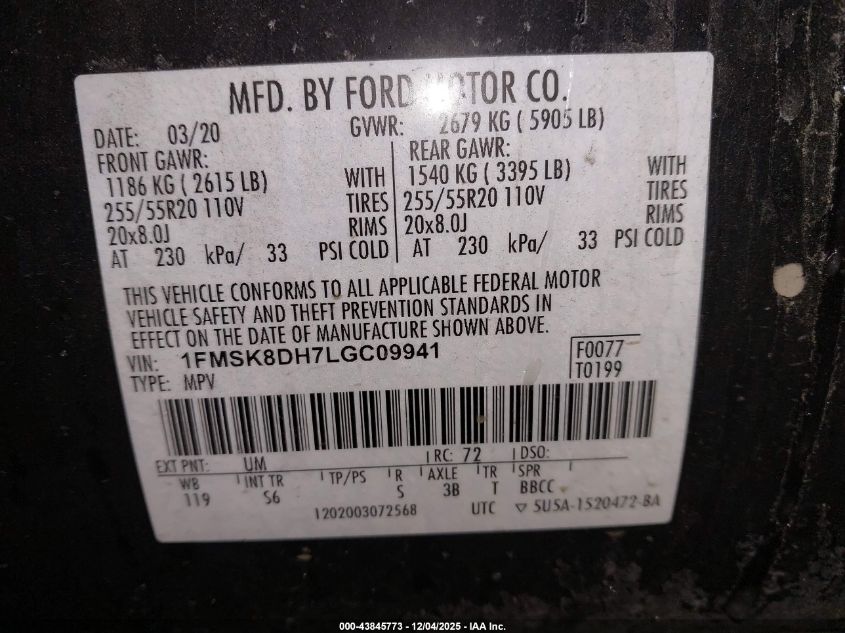 MFD. BY FORD MOTOR CO.
DATE: 03/20 GVWR: 2679 KG ( 5905 LB)
FRONT GAWR: REAR GAWR:
1186 KG ( 2615 LB) WITH 1540 KG ( 3395 LB) WITH
255/55R20 110V TIRES 255/55R20 110V TIRES
20x8.0J RIMS 20x8.0J RIMS
AT 230 kPa/ 33 PSI COLD AT 230 kPa/ 33 PSI COLD
THIS VEHICLE CONFORMS TO ALL APPLICABLE FEDERAL MOTOR
VEHICLE SAFETY AND THEFT PREVENTION STANDARDS IN
EFFECT ON THE DATE OF MANUFACTURE SHOWN ABOVE.
VIN: 1FMSK8DH7LGC09941 F0077
TYPE: MPV T0199
EXT PNT: UM RC: 72 DSO:
WB INT TR TP/PS R AXLE TR SPR
119 S6 S 3B T BBCC
1202003072568 UTC ▽ 5U5A-1520472-BA
000-43845773 - 12/04/2025 - IAA Inc.